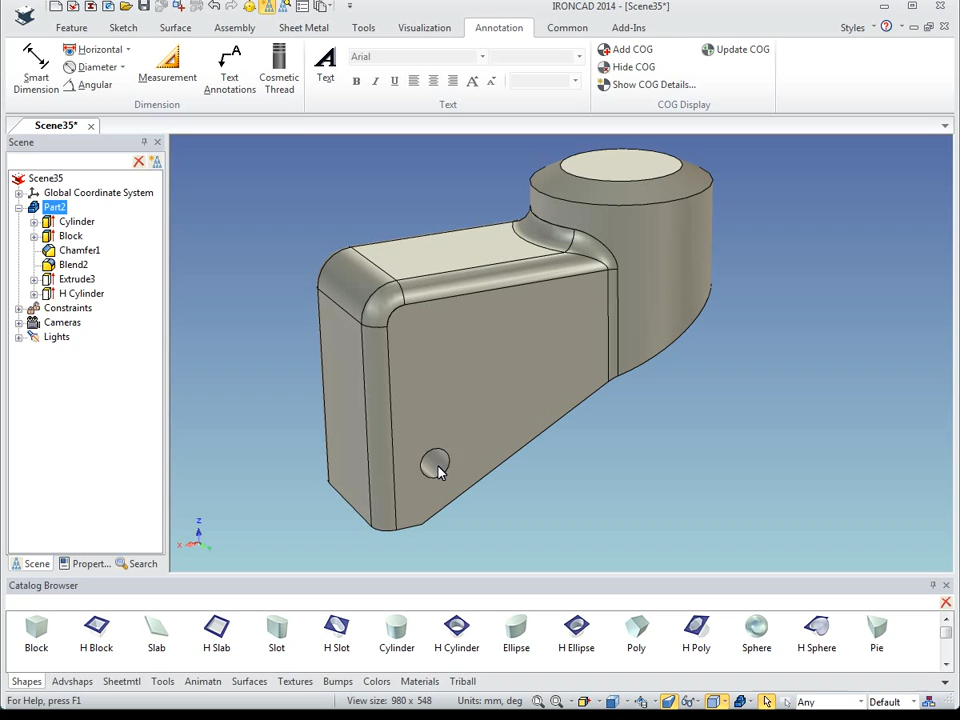 IRONCAD 2014 - [Scene35*]
Feature Sketch Surface Assembly Sheet Metal Tools Visualization Annotation Common Add-Ins Styles
Smart Dimension
Horizontal
Diameter
Angular
Measurement
Text Annotations
Cosmetic Thread
Dimension
Text
Arial
B I U A A
Text
Add COG
Hide COG
Show COG Details...
Update COG
COG Display
Scene35*
Scene
Scene35
Global Coordinate System
Part2
Cylinder
Block
Chamfer1
Blend2
Extrude3
H Cylinder
Constraints
Cameras
Lights
z
x
y
Scene Propert... Search
Catalog Browser
Block H Block Slab H Slab Slot H Slot Cylinder H Cylinder Ellipse H Ellipse Poly H Poly Sphere H Sphere Pie
Shapes Advshaps Sheetmtl Tools Animatn Surfaces Textures Bumps Colors Materials Triball
For Help, press F1 View size: 980 x 548 Units: mm, deg Any Default